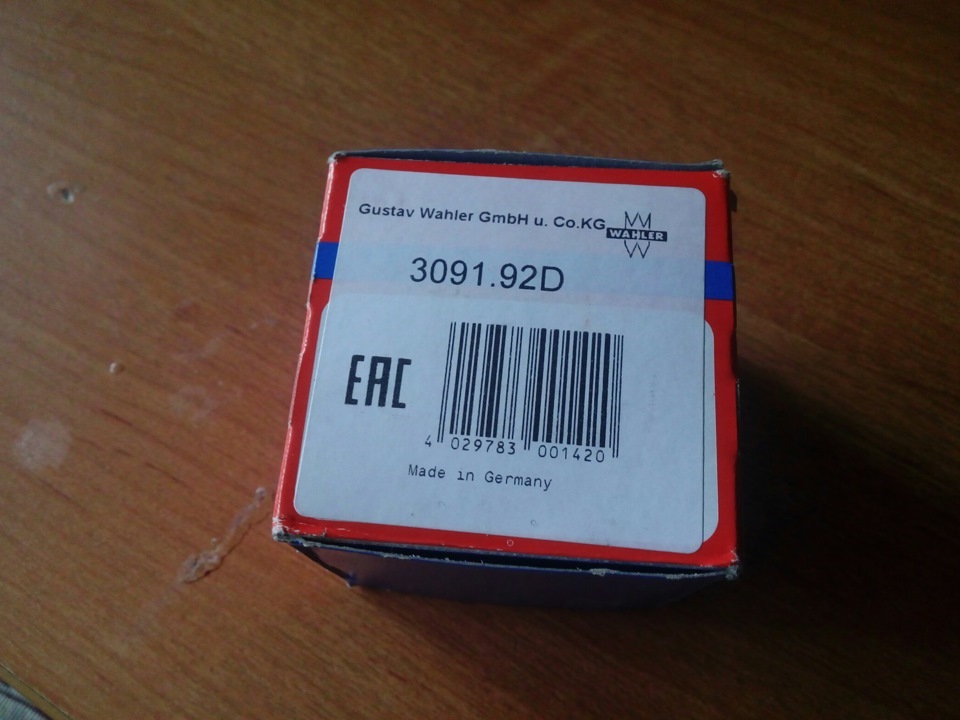 Gustav Wahler GmbH u. Co.KG
WAHLER
3091.92D
EAC
4 029783 001420
Made in Germany